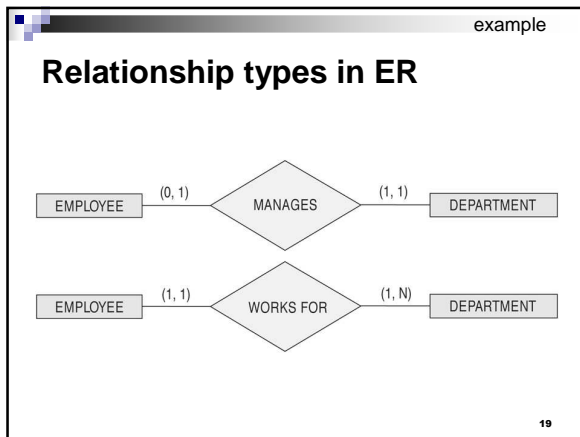 example
Relationship types in ER
EMPLOYEE (0, 1) MANAGES (1, 1) DEPARTMENT
EMPLOYEE (1, 1) WORKS FOR (1, N) DEPARTMENT
19